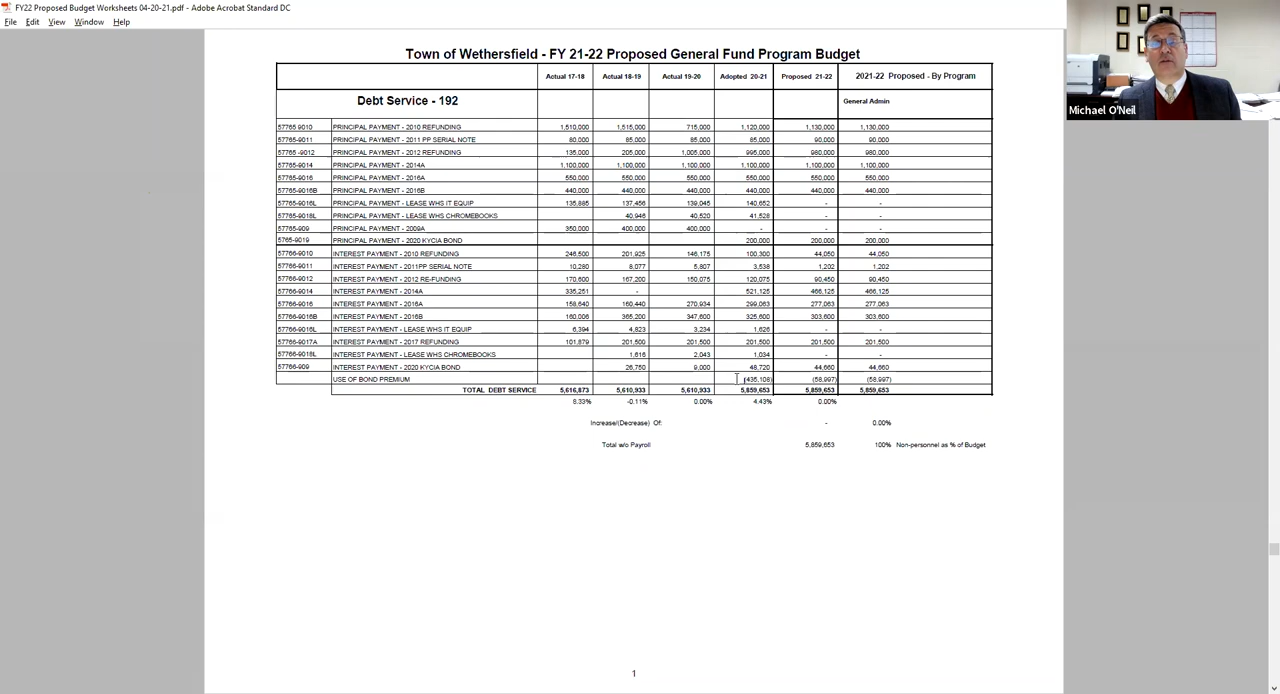 FY22 Proposed Budget Worksheets 04-20-21.pdf - Adobe Acrobat Standard DC
File Edit View Window Help
Michael O'Neil
Town of Wethersfield - FY 21-22 Proposed General Fund Program Budget
Actual 17-18 Actual 18-19 Actual 19-20 Adopted 20-21 Proposed 21-22 2021-22 Proposed - By Program
Debt Service - 192 General Admin
57765-9010 PRINCIPAL PAYMENT - 2010 REFUNDING 1,510,000 1,515,000 715,000 1,120,000 1,130,000 1,130,000
57765-9011 PRINCIPAL PAYMENT - 2011 PP SERIAL NOTE 80,000 85,000 85,000 85,000 90,000 90,000
57765 -9012 PRINCIPAL PAYMENT - 2012 REFUNDING 135,000 205,000 1,005,000 995,000 980,000 980,000
57765-9014 PRINCIPAL PAYMENT - 2014A 1,100,000 1,100,000 1,100,000 1,100,000 1,100,000 1,100,000
57765-9016 PRINCIPAL PAYMENT - 2016A 550,000 550,000 550,000 550,000 550,000 550,000
57765-9016B PRINCIPAL PAYMENT - 2016B 440,000 440,000 440,000 440,000 440,000 440,000
57765-9016L PRINCIPAL PAYMENT - LEASE WHS IT EQUIP 135,885 137,456 139,045 140,652 - -
57765-9018L PRINCIPAL PAYMENT - LEASE WHS CHROMEBOOKS 40,946 40,520 41,528 - -
57765-909 PRINCIPAL PAYMENT - 2009A 350,000 400,000 400,000 - - -
5765-9019 PRINCIPAL PAYMENT - 2020 KYCIA BOND 200,000 200,000 200,000
57766-9010 INTEREST PAYMENT - 2010 REFUNDING 246,500 201,925 146,175 100,300 44,050 44,050
57766-9011 INTEREST PAYMENT - 2011PP SERIAL NOTE 10,280 8,077 5,807 3,538 1,202 1,202
57766-9012 INTEREST PAYMENT - 2012 RE-FUNDING 170,600 167,200 150,075 120,075 90,450 90,450
57766-9014 INTEREST PAYMENT - 2014A 335,251 - 521,125 466,125 466,125
57766-9016 INTEREST PAYMENT - 2016A 158,640 160,440 270,934 299,063 277,063 277,063
57766-9016B INTEREST PAYMENT - 2016B 160,006 365,200 347,600 325,600 303,600 303,600
57766-9016L INTEREST PAYMENT - LEASE WHS IT EQUIP 6,394 4,823 3,234 1,626 - -
57766-9017A INTEREST PAYMENT - 2017 REFUNDING 101,879 201,500 201,500 201,500 201,500 201,500
57766-9018L INTEREST PAYMENT - LEASE WHS CHROMEBOOKS 1,616 2,043 1,034 - -
57766-909 INTEREST PAYMENT - 2020 KYCIA BOND 26,750 9,000 48,720 44,660 44,660
USE OF BOND PREMIUM (435,108) (58,997) (58,997)
TOTAL DEBT SERVICE 5,616,873 5,610,933 5,610,933 5,859,653 5,859,653 5,859,653
8.33% -0.11% 0.00% 4.43% 0.00%
Increase/(Decrease) Of: - 0.00%
Total w/o Payroll 5,859,653 100% Non-personnel as % of Budget
1